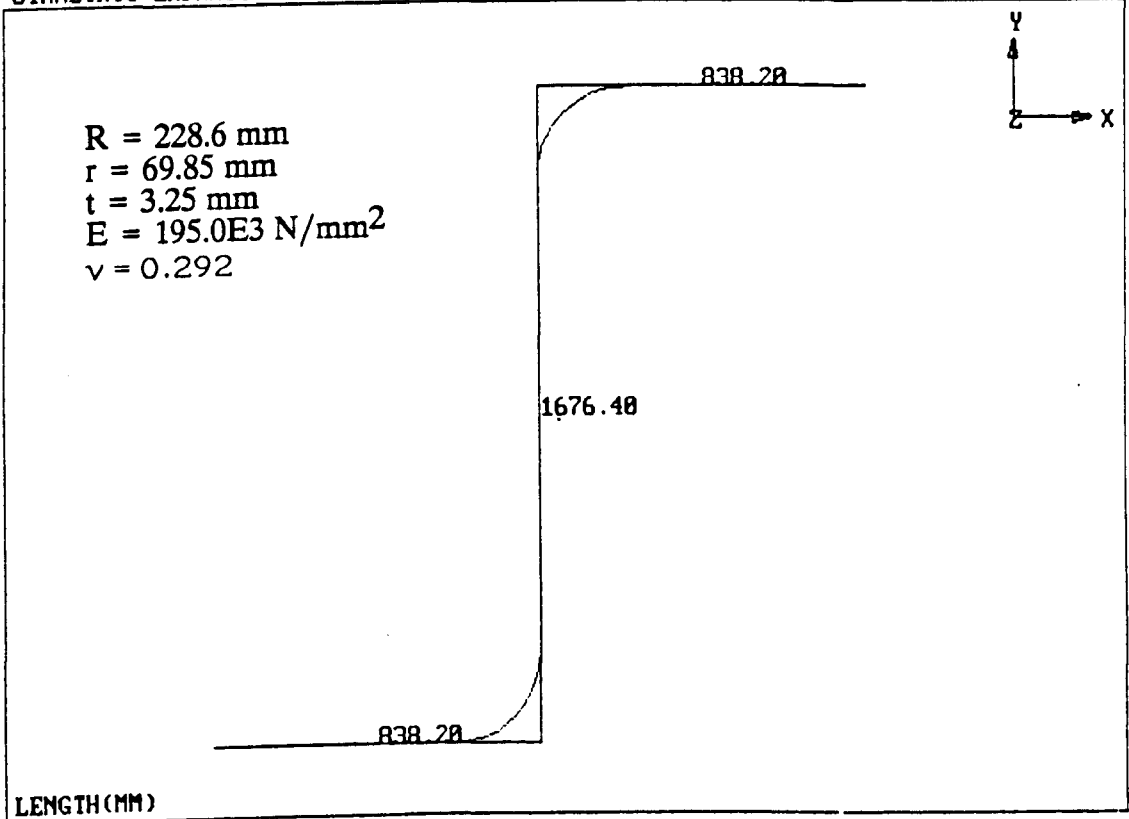 Y
838.20
Z X
R = 228.6 mm
r = 69.85 mm
t = 3.25 mm
E = 195.0E3 N/mm2
ν = 0.292
1676.40
838.20
LENGTH(MM)